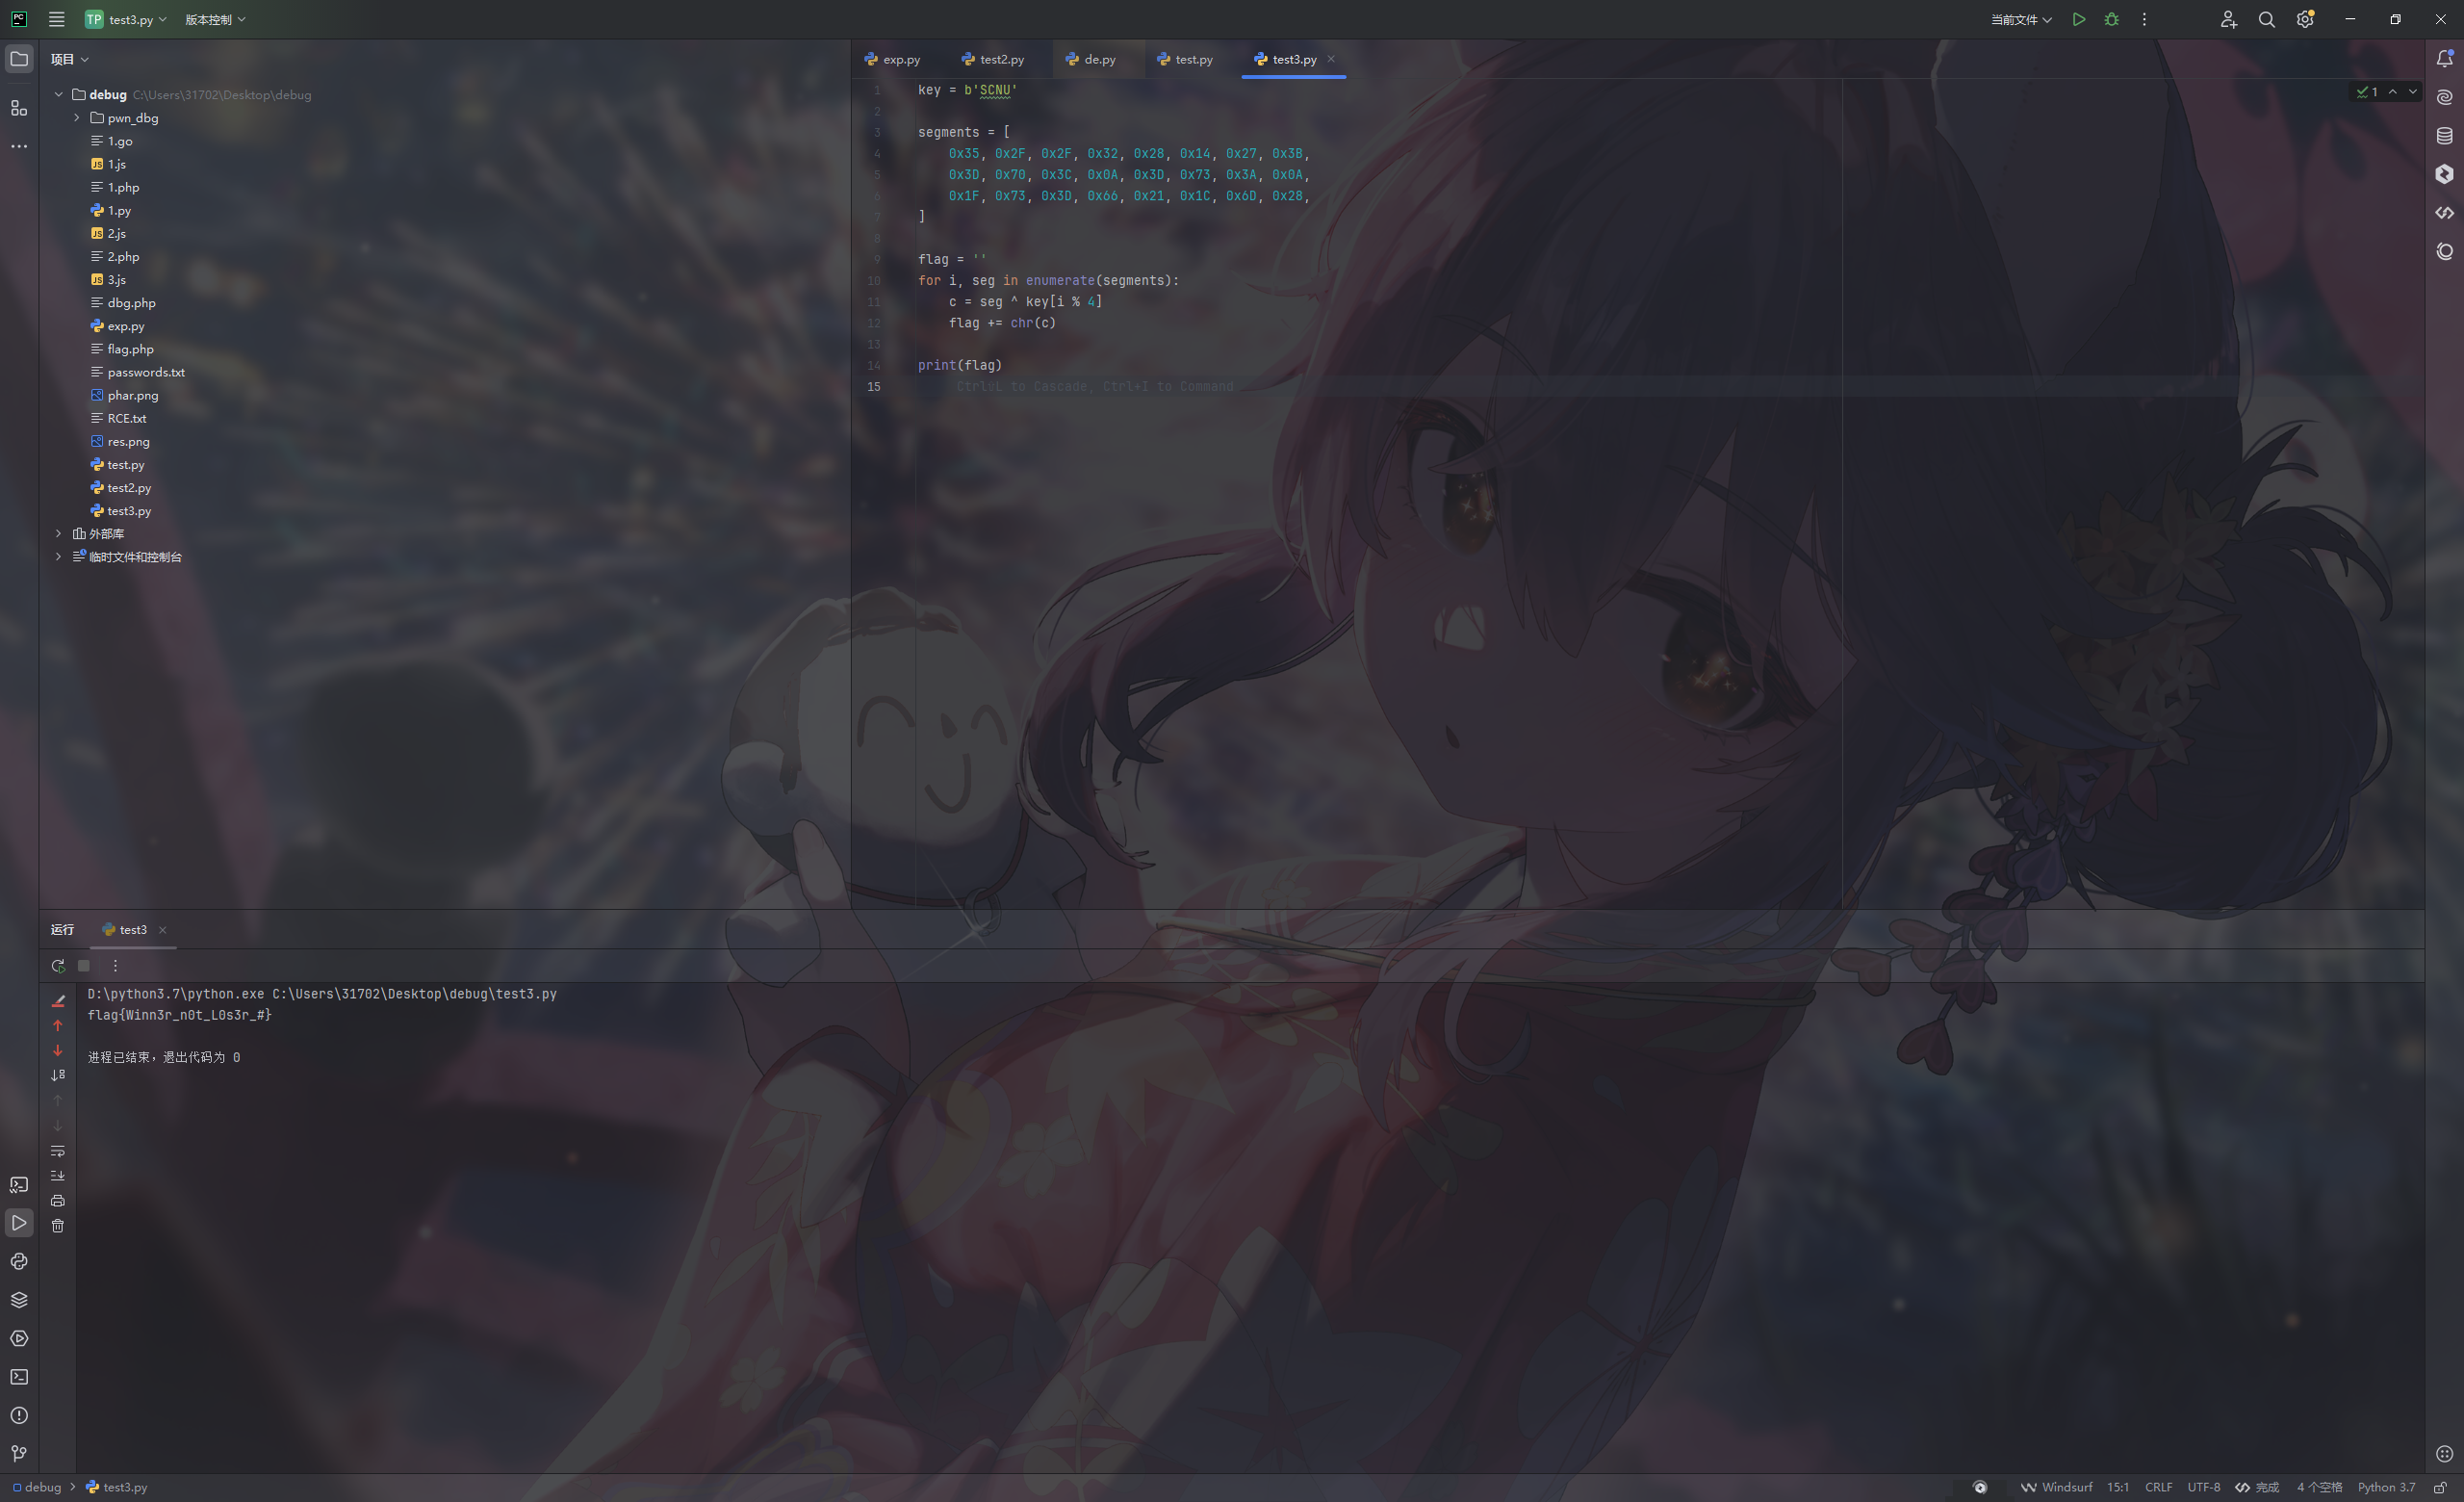 PC
TP test3.py 版本控制 当前文件
项目
debug C:\Users\31702\Desktop\debug
pwn_dbg
1.go
JS 1.js
1.php
1.py
JS 2.js
2.php
JS 3.js
dbg.php
exp.py
flag.php
passwords.txt
phar.png
RCE.txt
res.png
test.py
test2.py
test3.py
外部库
临时文件和控制台
exp.py test2.py de.py test.py test3.py
1 key = b'SCNU'
2
3 segments = [
4 0x35, 0x2F, 0x2F, 0x32, 0x28, 0x14, 0x27, 0x3B,
5 0x3D, 0x70, 0x3C, 0x0A, 0x3D, 0x73, 0x3A, 0x0A,
6 0x1F, 0x73, 0x3D, 0x66, 0x21, 0x1C, 0x6D, 0x28,
7 ]
8
9 flag = ''
10 for i, seg in enumerate(segments):
11 c = seg ^ key[i % 4]
12 flag += chr(c)
13
14 print(flag)
15 Ctrl+L to Cascade, Ctrl+I to Command
1
运行 test3
D:\python3.7\python.exe C:\Users\31702\Desktop\debug\test3.py
flag{Winn3r_n0t_L0s3r_#}
进程已结束，退出代码为 0
debug test3.py Windsurf 15:1 CRLF UTF-8 完成 4 个空格 Python 3.7